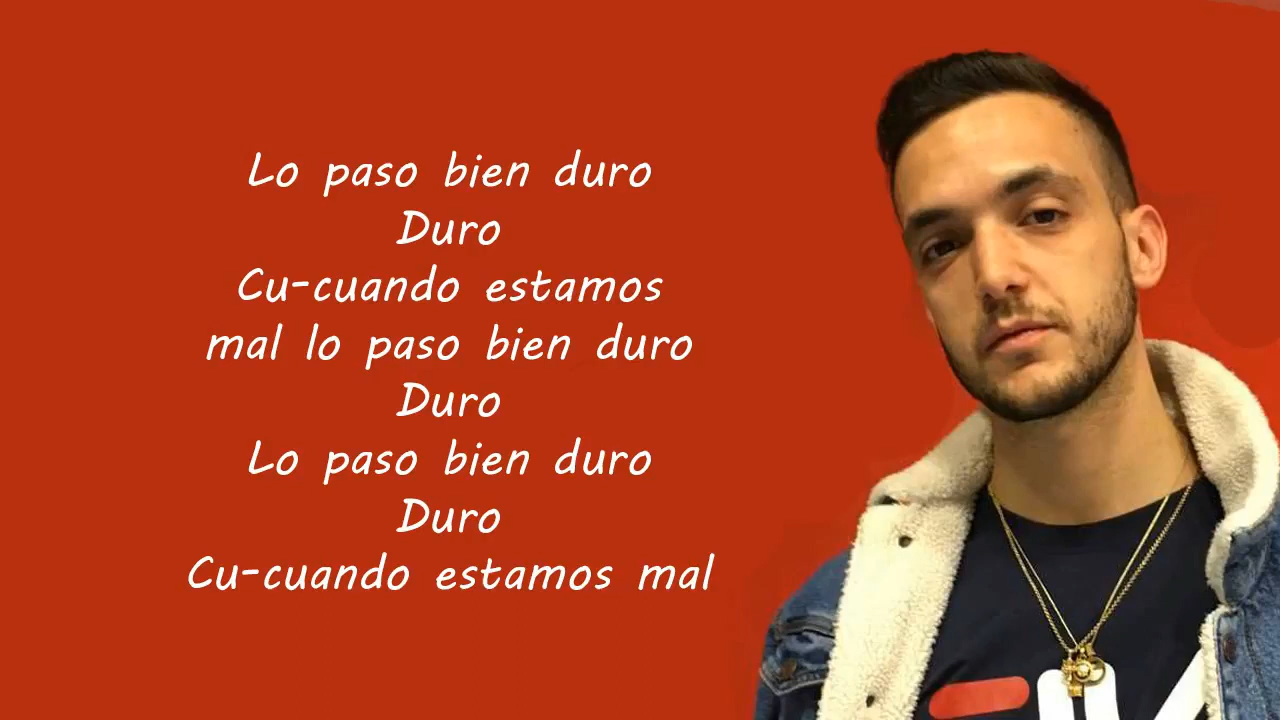 Lo paso bien duro
Duro
Cu-cuando estamos
mal lo paso bien duro
Duro
Lo paso bien duro
Duro
Cu-cuando estamos mal